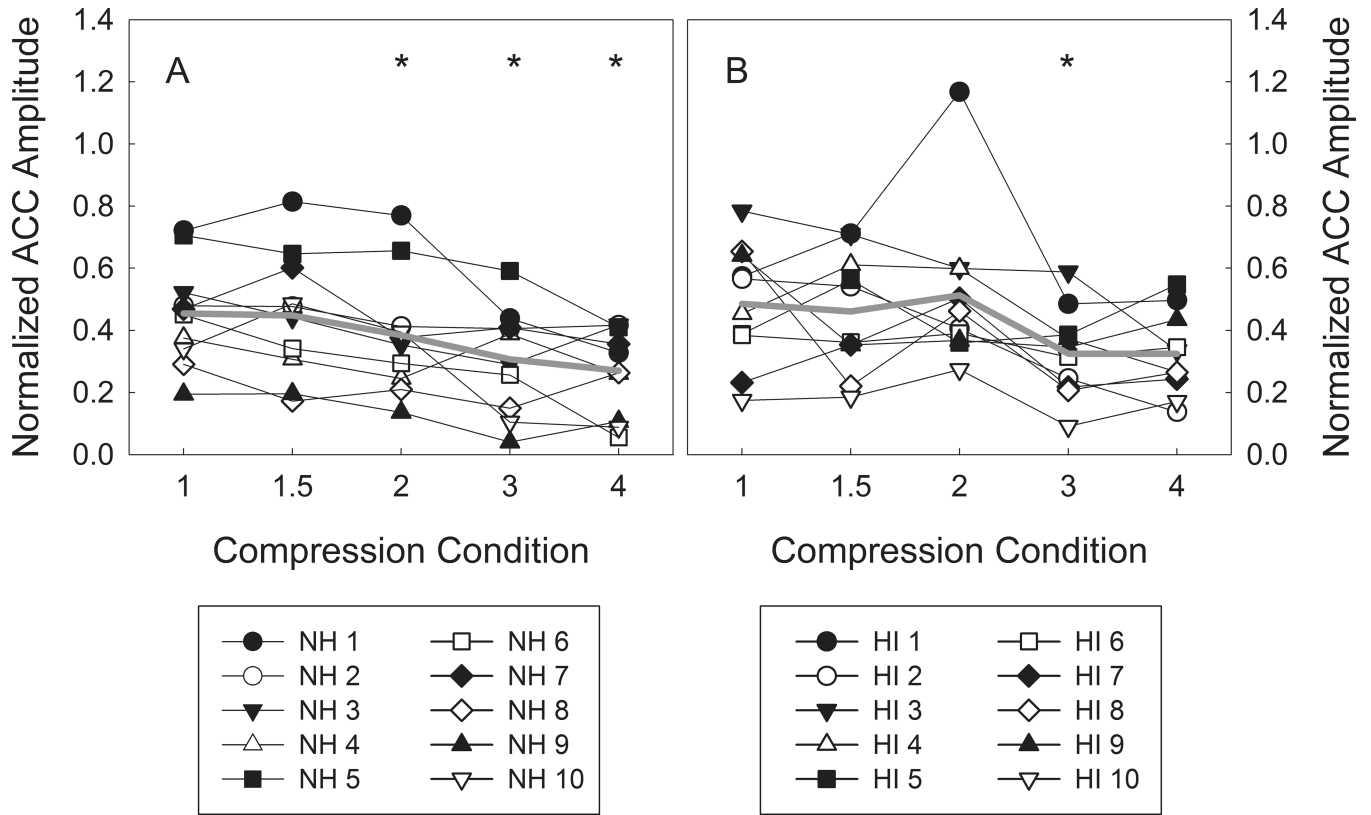 A
B
* * *
*
Normalized ACC Amplitude
1.4
1.2
1.0
0.8
0.6
0.4
0.2
0.0
1 1.5 2 3 4
Compression Condition
1 1.5 2 3 4
Compression Condition
1.4
1.2
1.0
0.8
0.6
0.4
0.2
0.0
Normalized ACC Amplitude
NH 1
NH 2
NH 3
NH 4
NH 5
NH 6
NH 7
NH 8
NH 9
NH 10
HI 1
HI 2
HI 3
HI 4
HI 5
HI 6
HI 7
HI 8
HI 9
HI 10